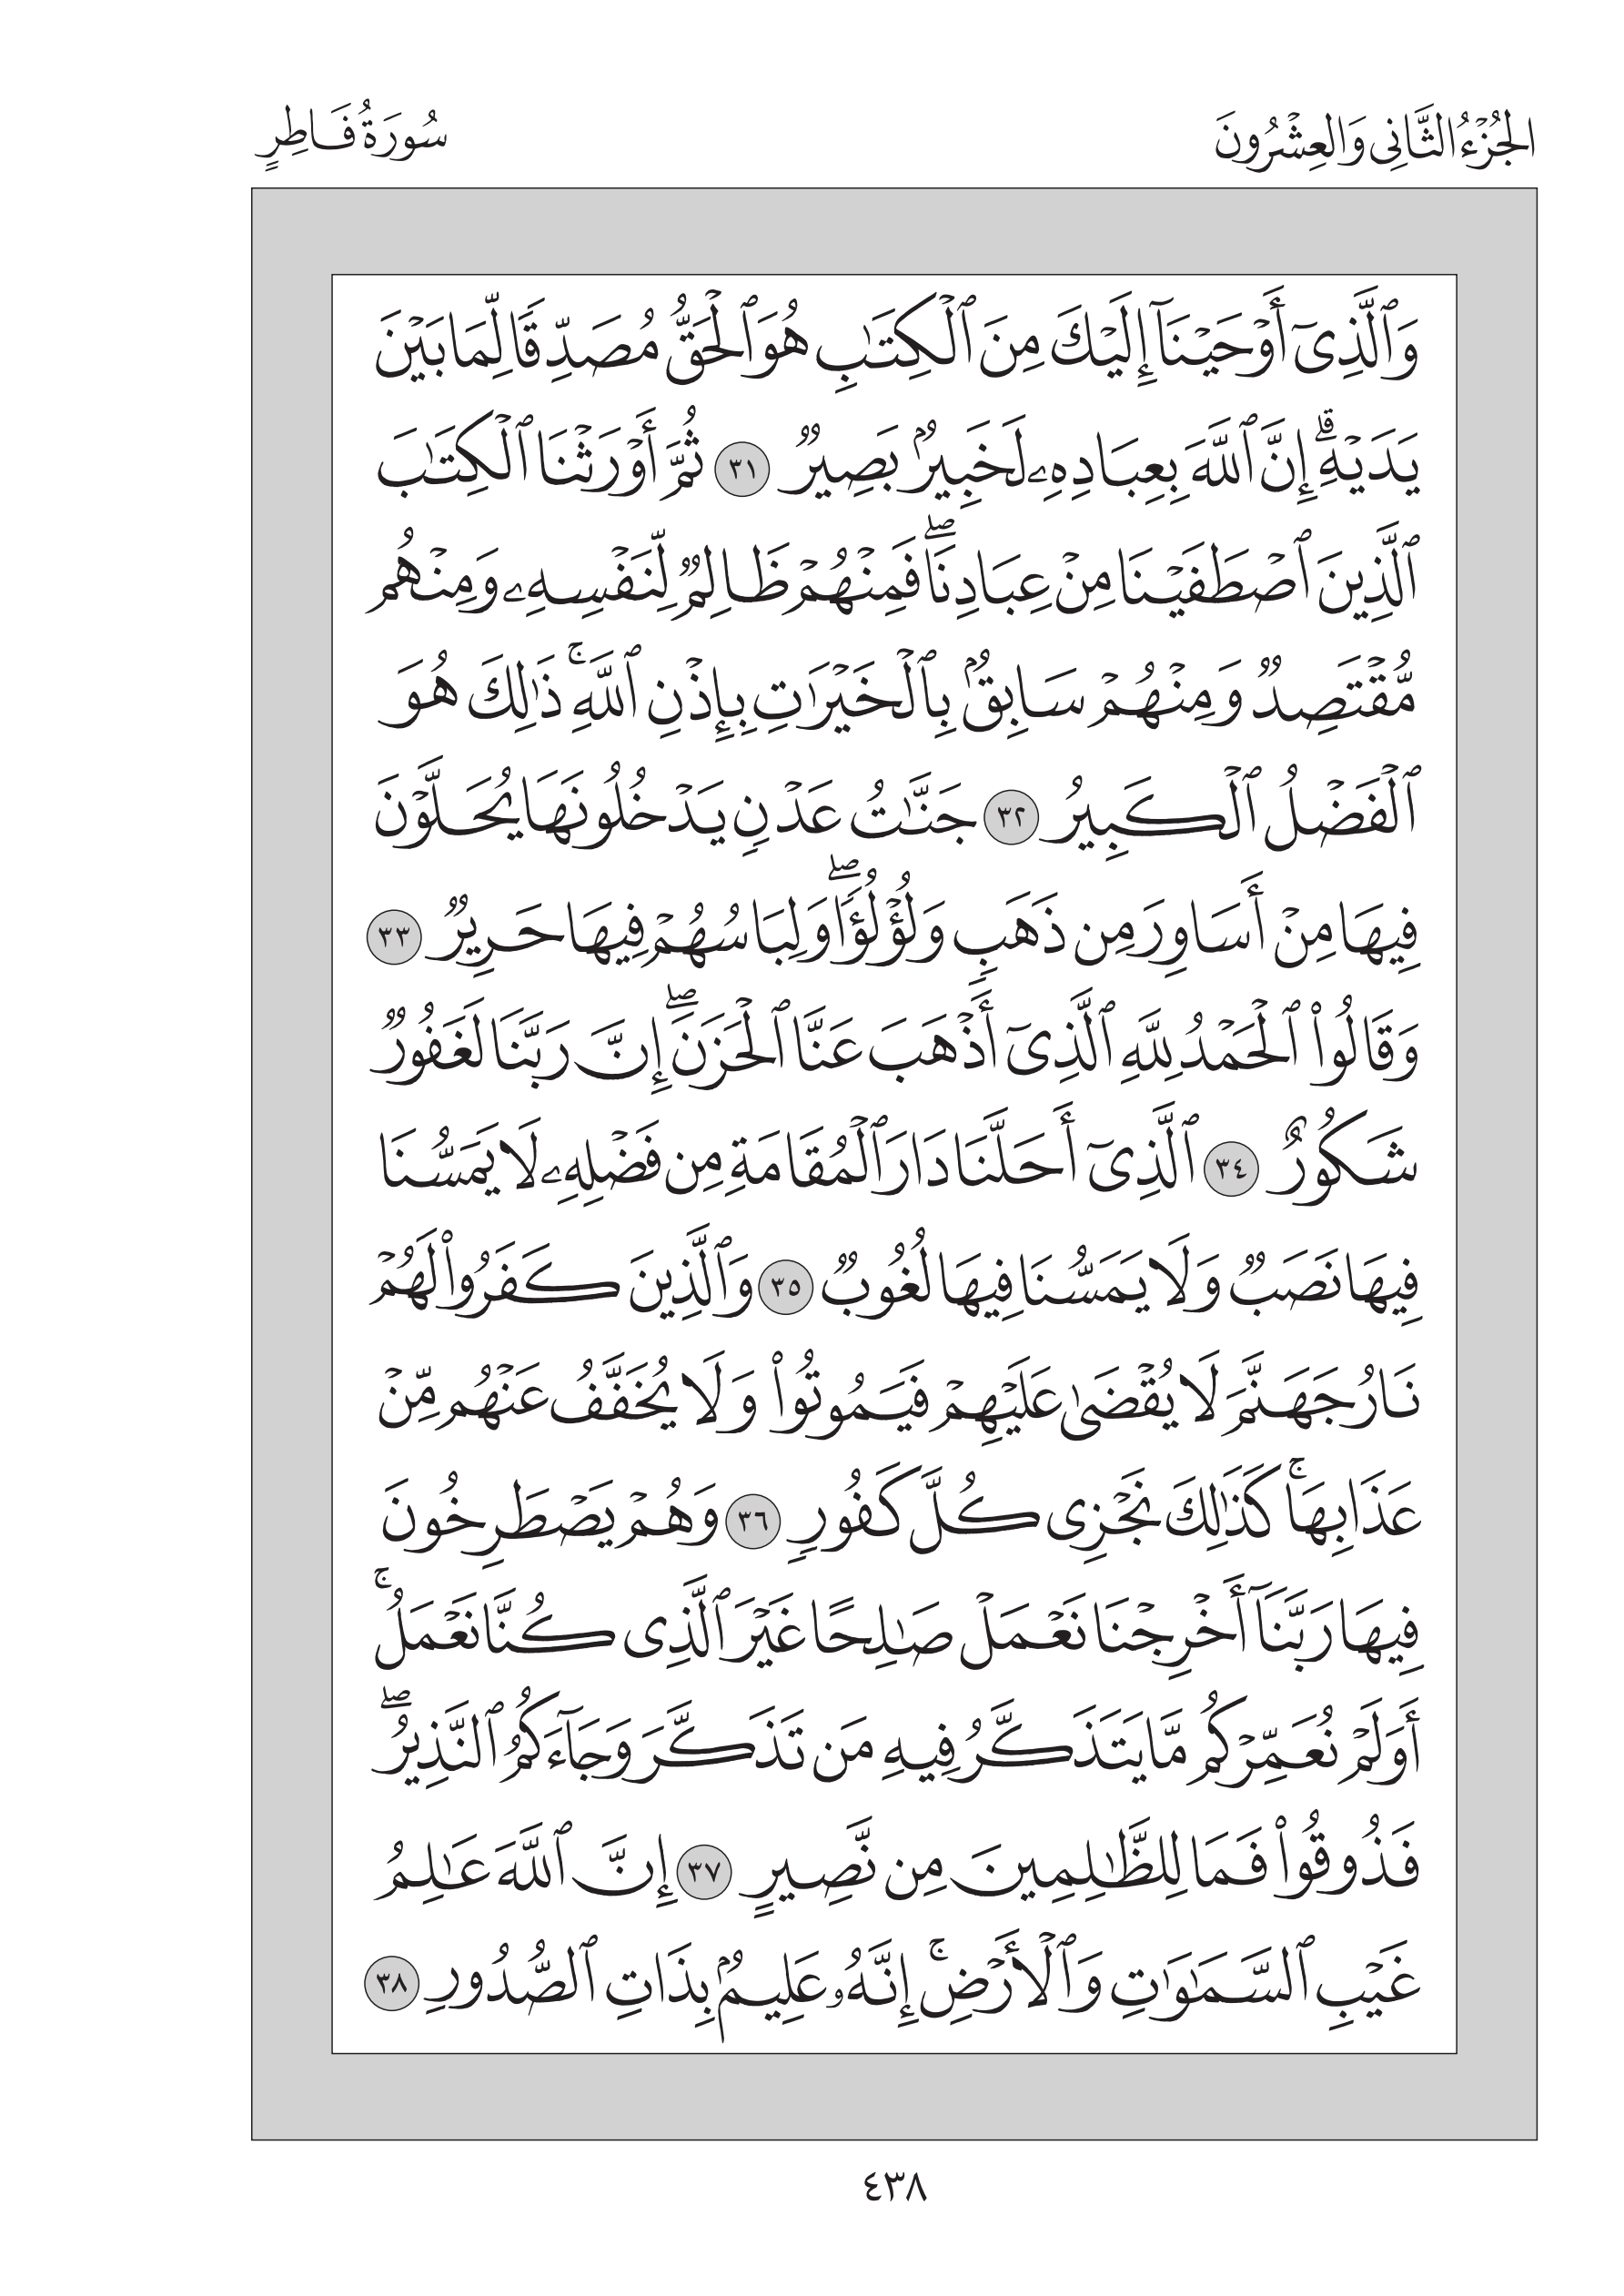 الجُزْءُ الثَّانِي وَالعِشْرُونَ
سُورَةُ فَاطِرٍ
وَٱلَّذِىٓ أَوْحَيْنَآ إِلَيْكَ مِنَ ٱلْكِتَـٰبِ هُوَ ٱلْحَقُّ مُصَدِّقًا لِّمَا بَيْنَ
يَدَيْهِۗ إِنَّ ٱللَّهَ بِعِبَادِهِۦ لَخَبِيرٌۢ بَصِيرٌ ٣١ ثُمَّ أَوْرَثْنَا ٱلْكِتَـٰبَ
ٱلَّذِينَ ٱصْطَفَيْنَا مِنْ عِبَادِنَاۖ فَمِنْهُمْ ظَالِمٌ لِّنَفْسِهِۦ وَمِنْهُم
مُّقْتَصِدٌ وَمِنْهُمْ سَابِقٌۢ بِٱلْخَيْرَٰتِ بِإِذْنِ ٱللَّهِۚ ذَٰلِكَ هُوَ
ٱلْفَضْلُ ٱلْكَبِيرُ ٣٢ جَنَّـٰتُ عَدْنٍ يَدْخُلُونَهَا يُحَلَّوْنَ
فِيهَا مِنْ أَسَاوِرَ مِن ذَهَبٍ وَلُؤْلُؤًاۖ وَلِبَاسُهُمْ فِيهَا حَرِيرٌ ٣٣
وَقَالُوا۟ ٱلْحَمْدُ لِلَّهِ ٱلَّذِىٓ أَذْهَبَ عَنَّا ٱلْحَزَنَۖ إِنَّ رَبَّنَا لَغَفُورٌ
شَكُورٌ ٣٤ ٱلَّذِىٓ أَحَلَّنَا دَارَ ٱلْمُقَامَةِ مِن فَضْلِهِۦ لَا يَمَسُّنَا
فِيهَا نَصَبٌ وَلَا يَمَسُّنَا فِيهَا لُغُوبٌ ٣٥ وَٱلَّذِينَ كَفَرُوا۟ لَهُمْ
نَارُ جَهَنَّمَ لَا يُقْضَىٰ عَلَيْهِمْ فَيَمُوتُوا۟ وَلَا يُخَفَّفُ عَنْهُم مِّنْ
عَذَابِهَاۚ كَذَٰلِكَ نَجْزِى كُلَّ كَفُورٍ ٣٦ وَهُمْ يَصْطَرِخُونَ
فِيهَا رَبَّنَآ أَخْرِجْنَا نَعْمَلْ صَـٰلِحًا غَيْرَ ٱلَّذِى كُنَّا نَعْمَلُۚ
أَوَلَمْ نُعَمِّرْكُم مَّا يَتَذَكَّرُ فِيهِ مَن تَذَكَّرَ وَجَآءَكُمُ ٱلنَّذِيرُۖ
فَذُوقُوا۟ فَمَا لِلظَّـٰلِمِينَ مِن نَّصِيرٍ ٣٧ إِنَّ ٱللَّهَ عَـٰلِمُ
غَيْبِ ٱلسَّمَـٰوَٰتِ وَٱلْأَرْضِۚ إِنَّهُۥ عَلِيمٌۢ بِذَاتِ ٱلصُّدُورِ ٣٨
٤٣٨